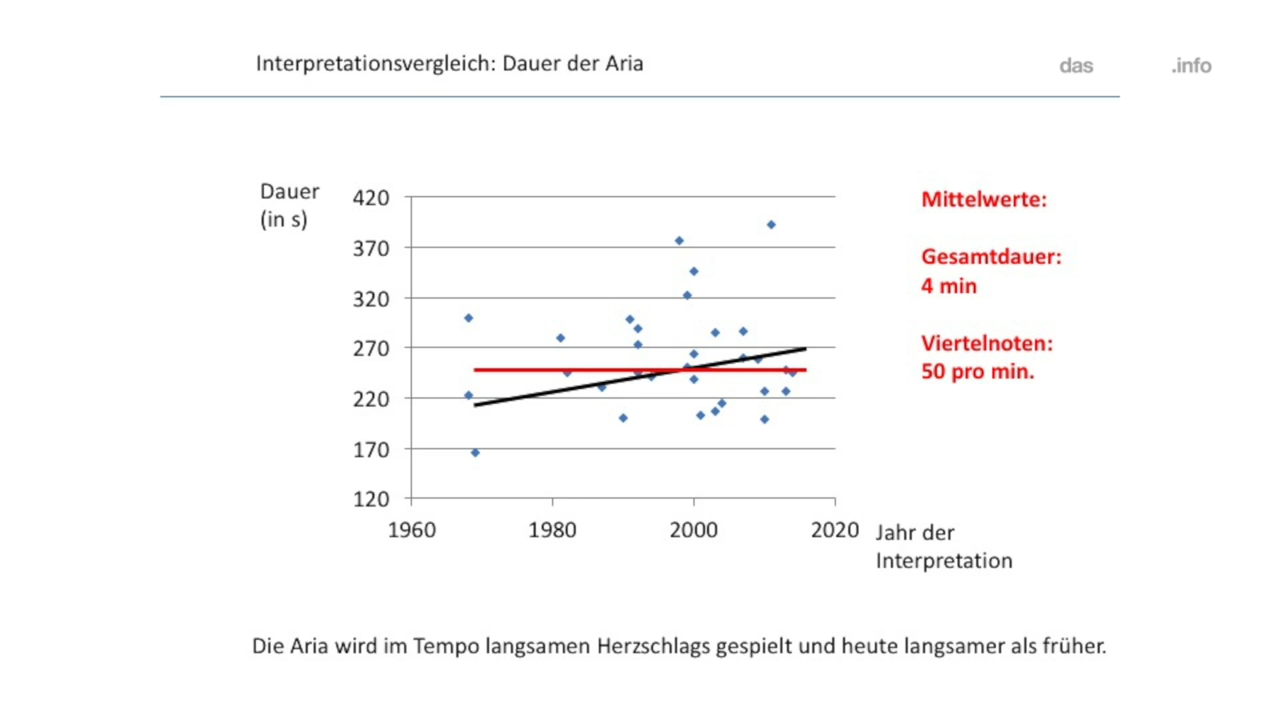 Interpretationsvergleich: Dauer der Aria
das .info
Dauer
(in s)
420
370
320
270
220
170
120
1960 1980 2000 2020
Jahr der
Interpretation
Mittelwerte:
Gesamtdauer:
4 min
Viertelnoten:
50 pro min.
Die Aria wird im Tempo langsamen Herzschlags gespielt und heute langsamer als früher.